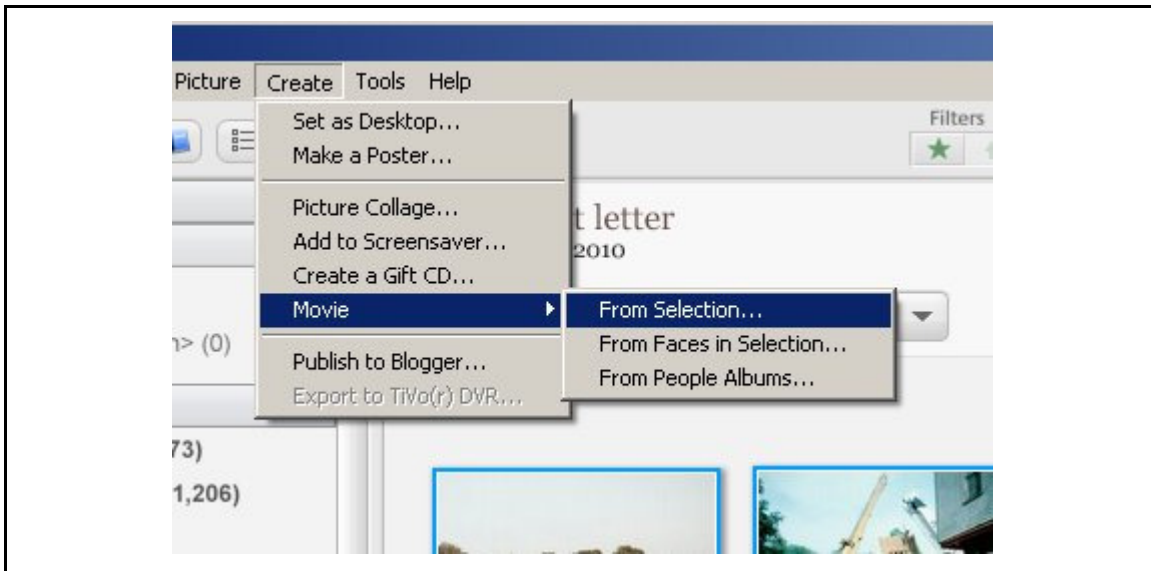 Picture Create Tools Help
Set as Desktop...
Make a Poster...
Filters
Picture Collage...
Add to Screensaver...
Create a Gift CD...
Movie
t letter
2010
From Selection...
From Faces in Selection...
From People Albums...
> (0)
Publish to Blogger...
Export to TiVo(r) DVR...
73)
1,206)